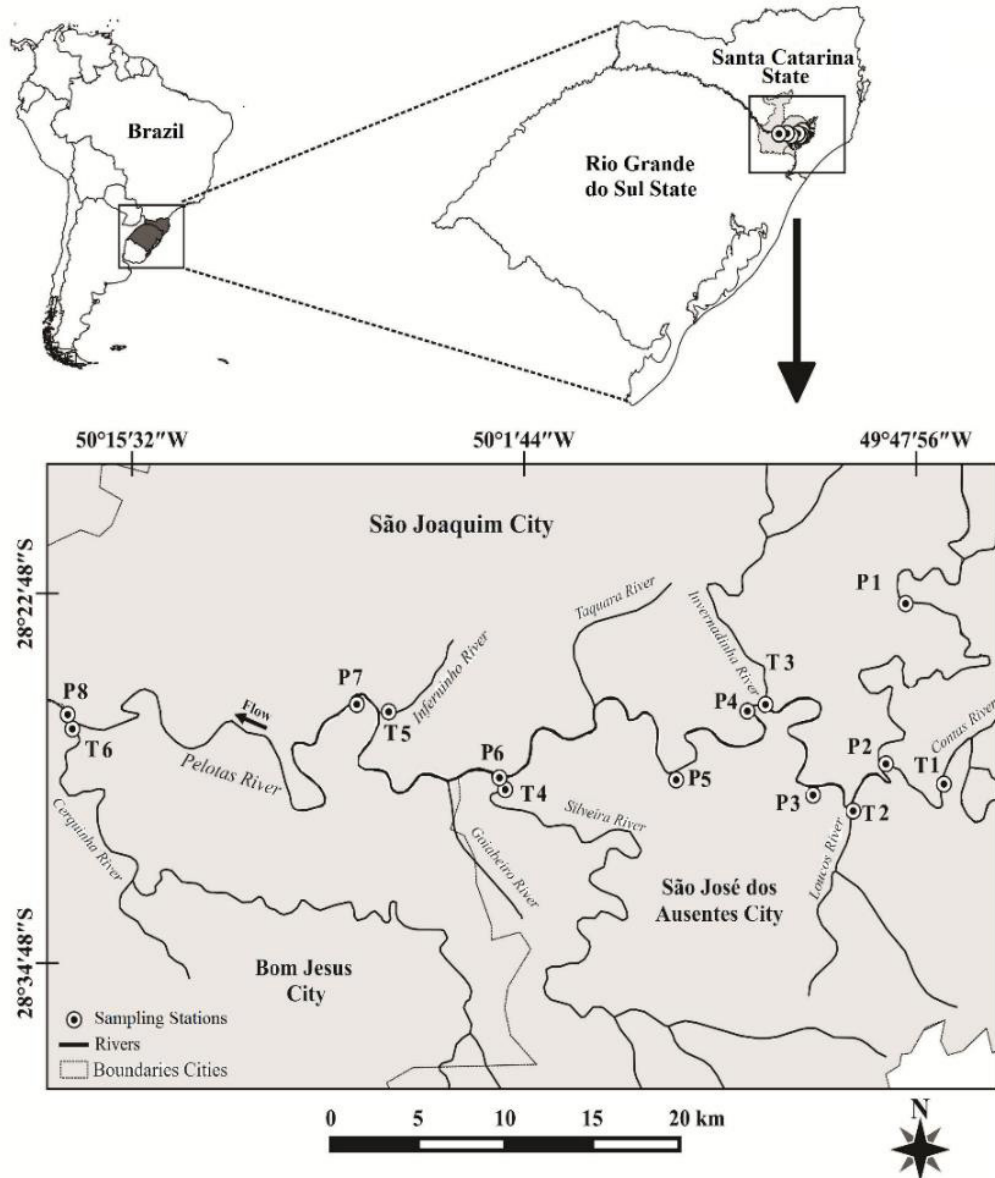 Brazil
Santa Catarina
State
Rio Grande
do Sul State
50°15′32″W
50°1′44″W
49°47′56″W
28°22′48″S
28°34′48″S
São Joaquim City
P1
Taquara River
Invernadinha River
T3
Inferninho River
P7
P8
Flow
P4
T5
T6
P2
Contas River
T1
Pelotas River
P6
T4
P5
P3
T2
Silveira River
Cerquinha River
Goiabeiro River
Loucos River
São José dos
Ausentes City
Bom Jesus
City
Sampling Stations
Rivers
Boundaries Cities
0 5 10 15 20 km
N